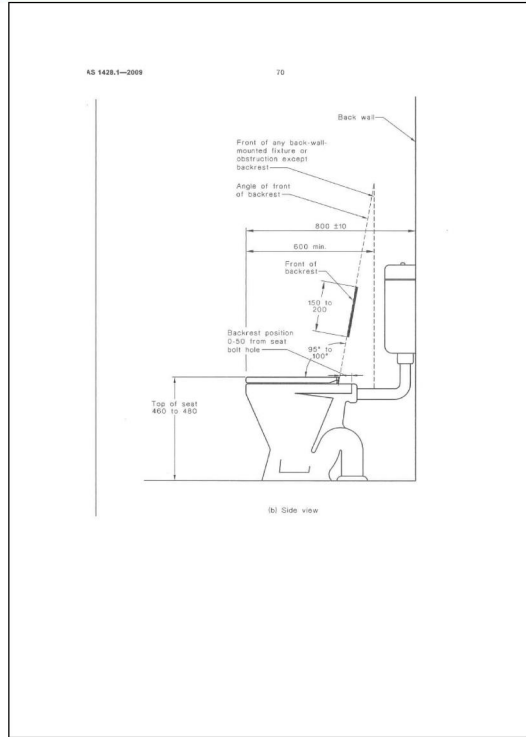 AS 1428.1—2009
70
Back wall
Front of any back-wall-
mounted fixture or
obstruction except
backrest
Angle of front
of backrest
800 ±10
600 min.
Front of
backrest
150 to
200
Backrest position
0-50 from seat
bolt hole
95° to
100°
Top of seat
460 to 480
(b) Side view